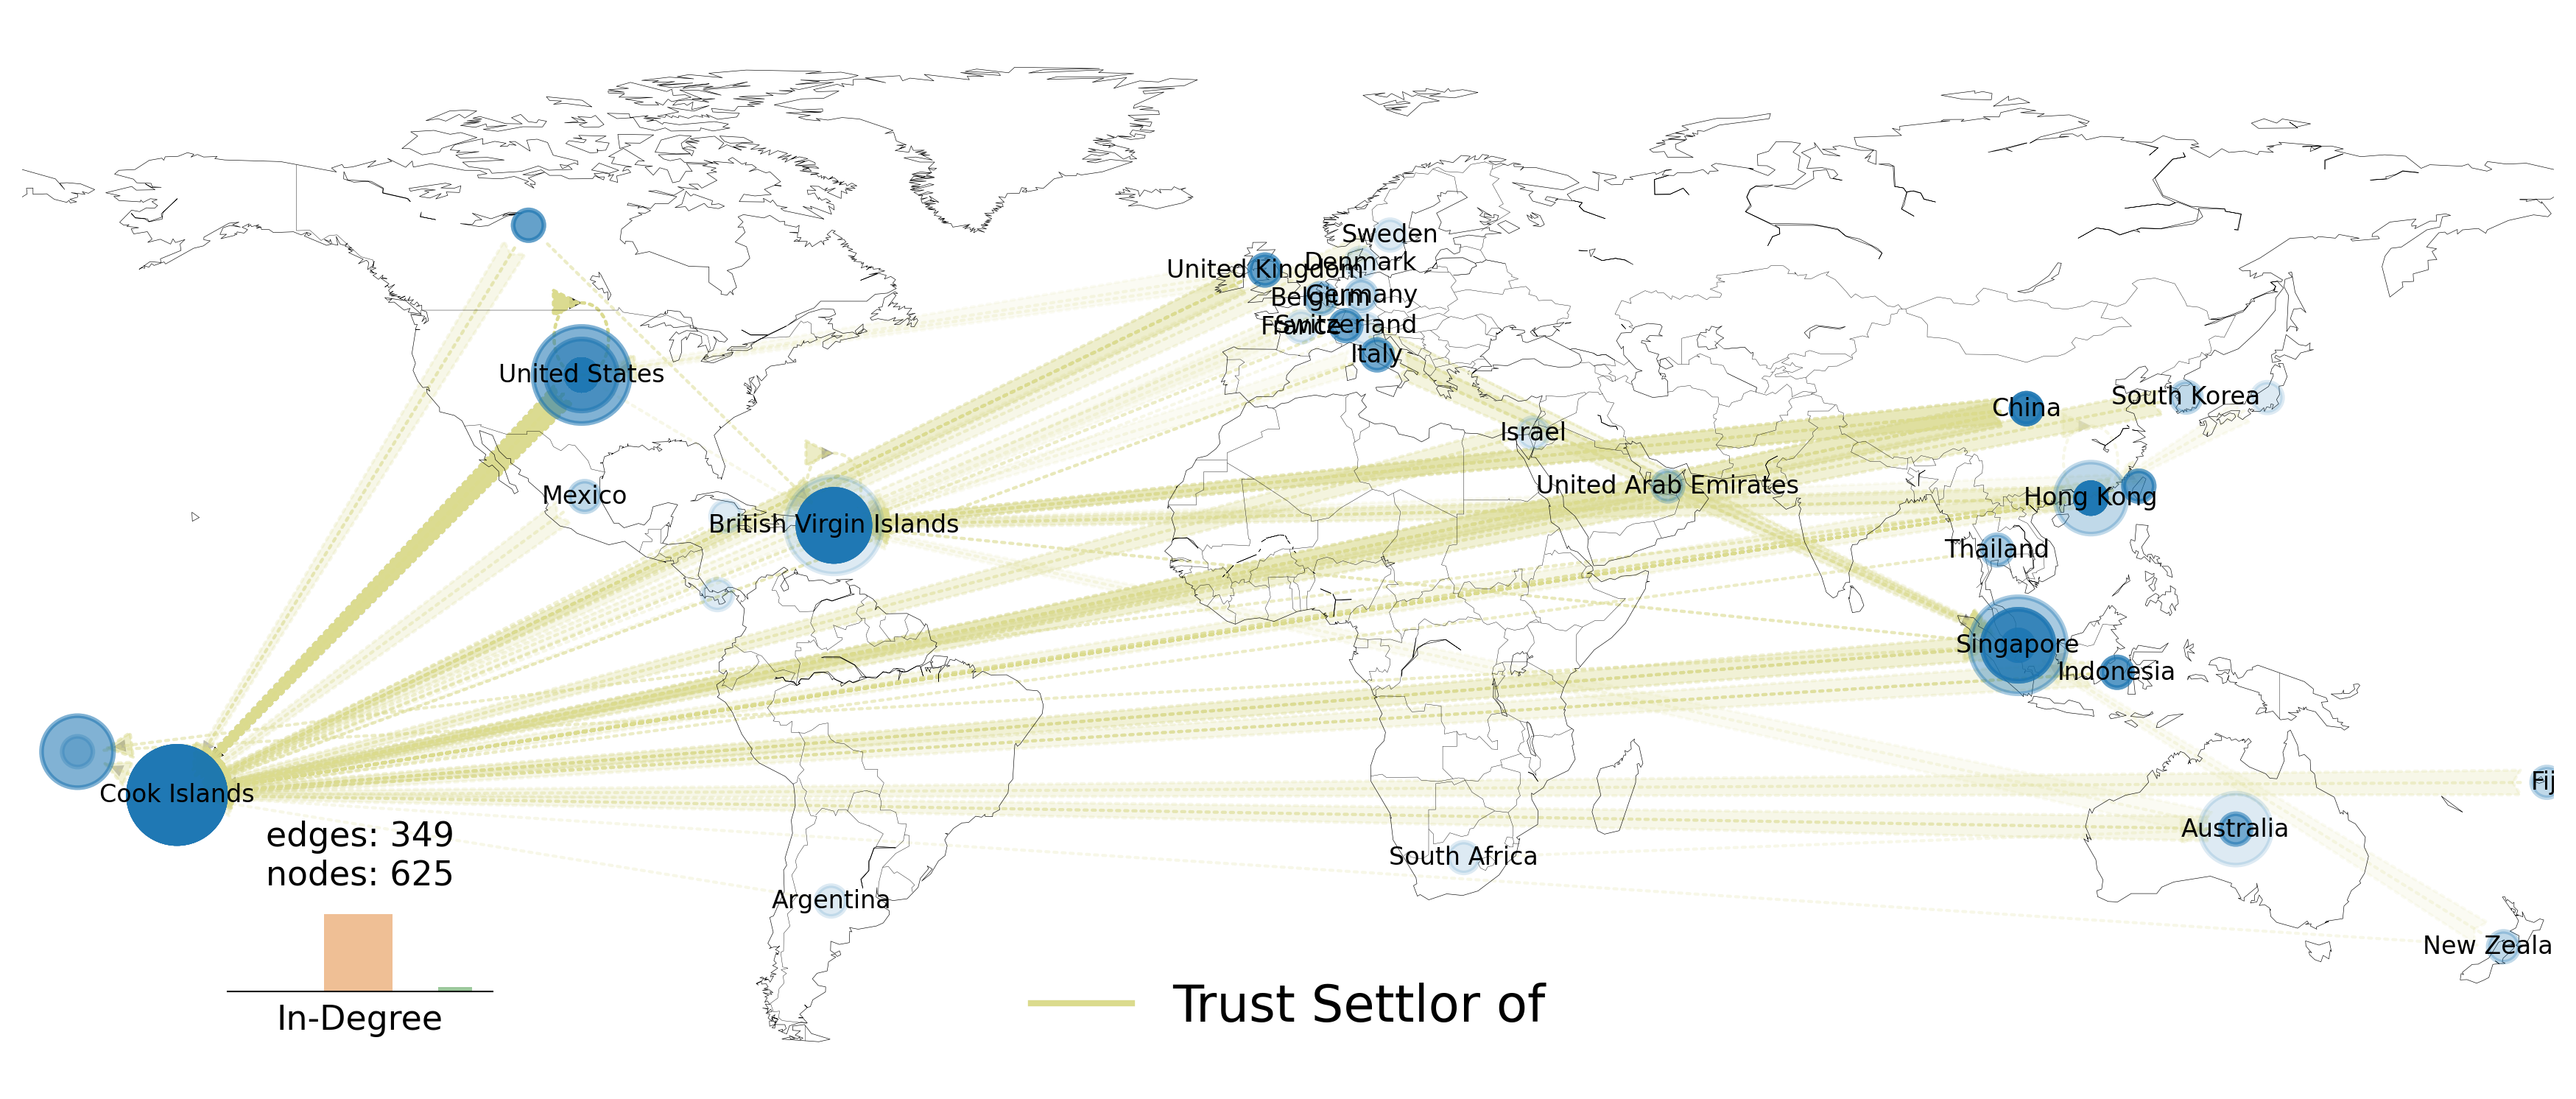 Sweden
Denmark
United Kingdom
Germany
Belgium
Switzerland
France
Italy
United States
China
South Korea
Israel
United Arab Emirates
Mexico
Hong Kong
British Virgin Islands
Thailand
Singapore
Indonesia
Fij
Cook Islands
Australia
edges: 349
nodes: 625
South Africa
Argentina
New Zeala
In-Degree
Trust Settlor of